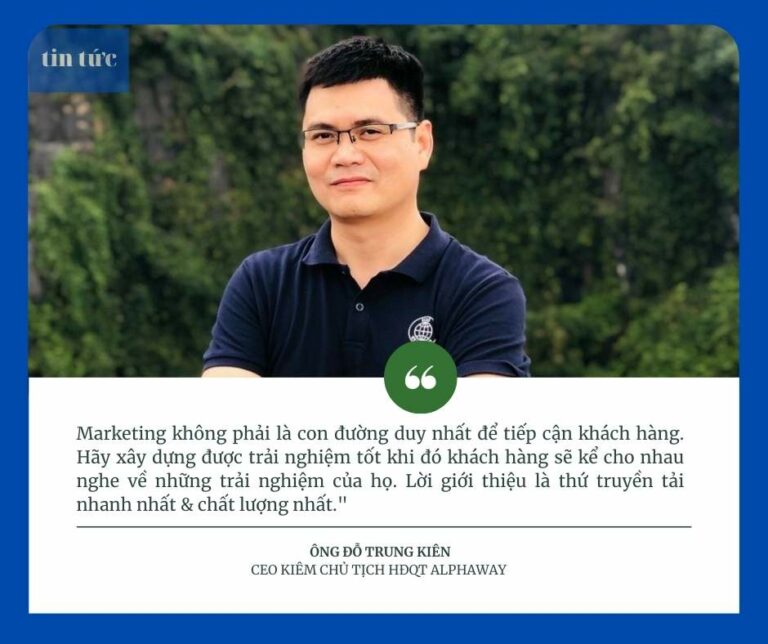 tin tức
Marketing không phải là con đường duy nhất để tiếp cận khách hàng.
Hãy xây dựng được trải nghiệm tốt khi đó khách hàng sẽ kể cho nhau
nghe về những trải nghiệm của họ. Lời giới thiệu là thứ truyền tải
nhanh nhất & chất lượng nhất."
ÔNG ĐỖ TRUNG KIÊN
CEO KIÊM CHỦ TỊCH HĐQT ALPHAWAY